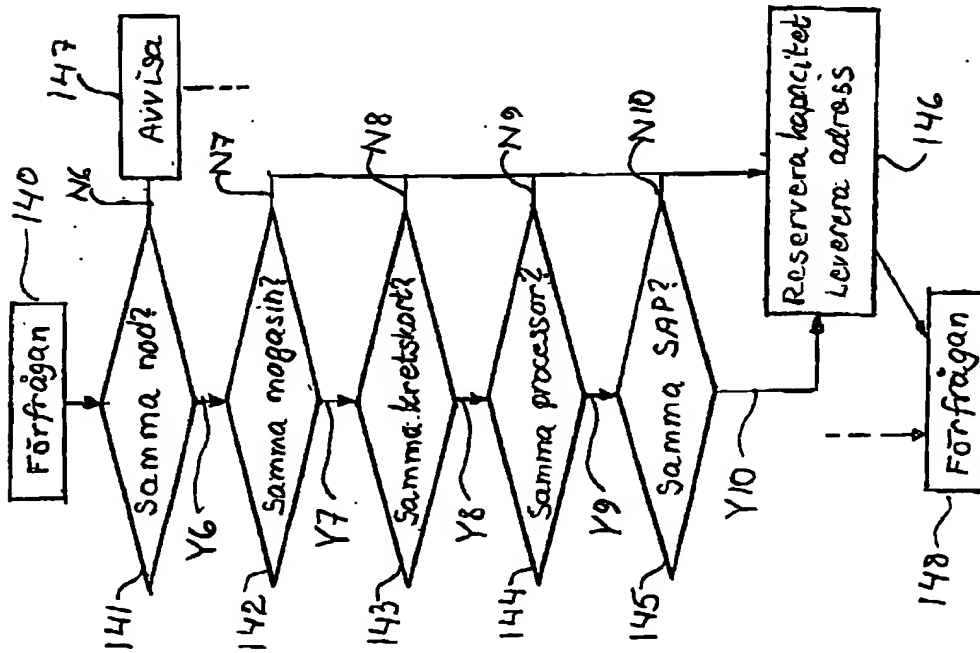 Förfrågan
140
Samma nod?
141
N6
Avvisa
147
Y6
Samma mogasin?
142
N7
Y7
Samma kretskort?
143
N8
Y8
Samma processor?
144
N9
Y9
Samma SAP?
145
N10
Y10
Reservera kapacitet
Leverera adress
146
Förfrågan
148